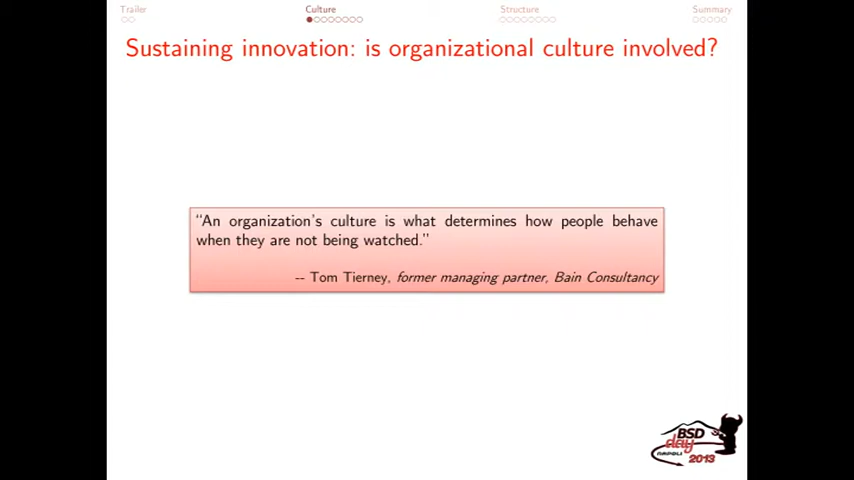 Trailer Culture Structure Summary
Sustaining innovation: is organizational culture involved?
“An organization’s culture is what determines how people behave
when they are not being watched.”
-- Tom Tierney, former managing partner, Bain Consultancy
BSD
day
NAPOLI 2013